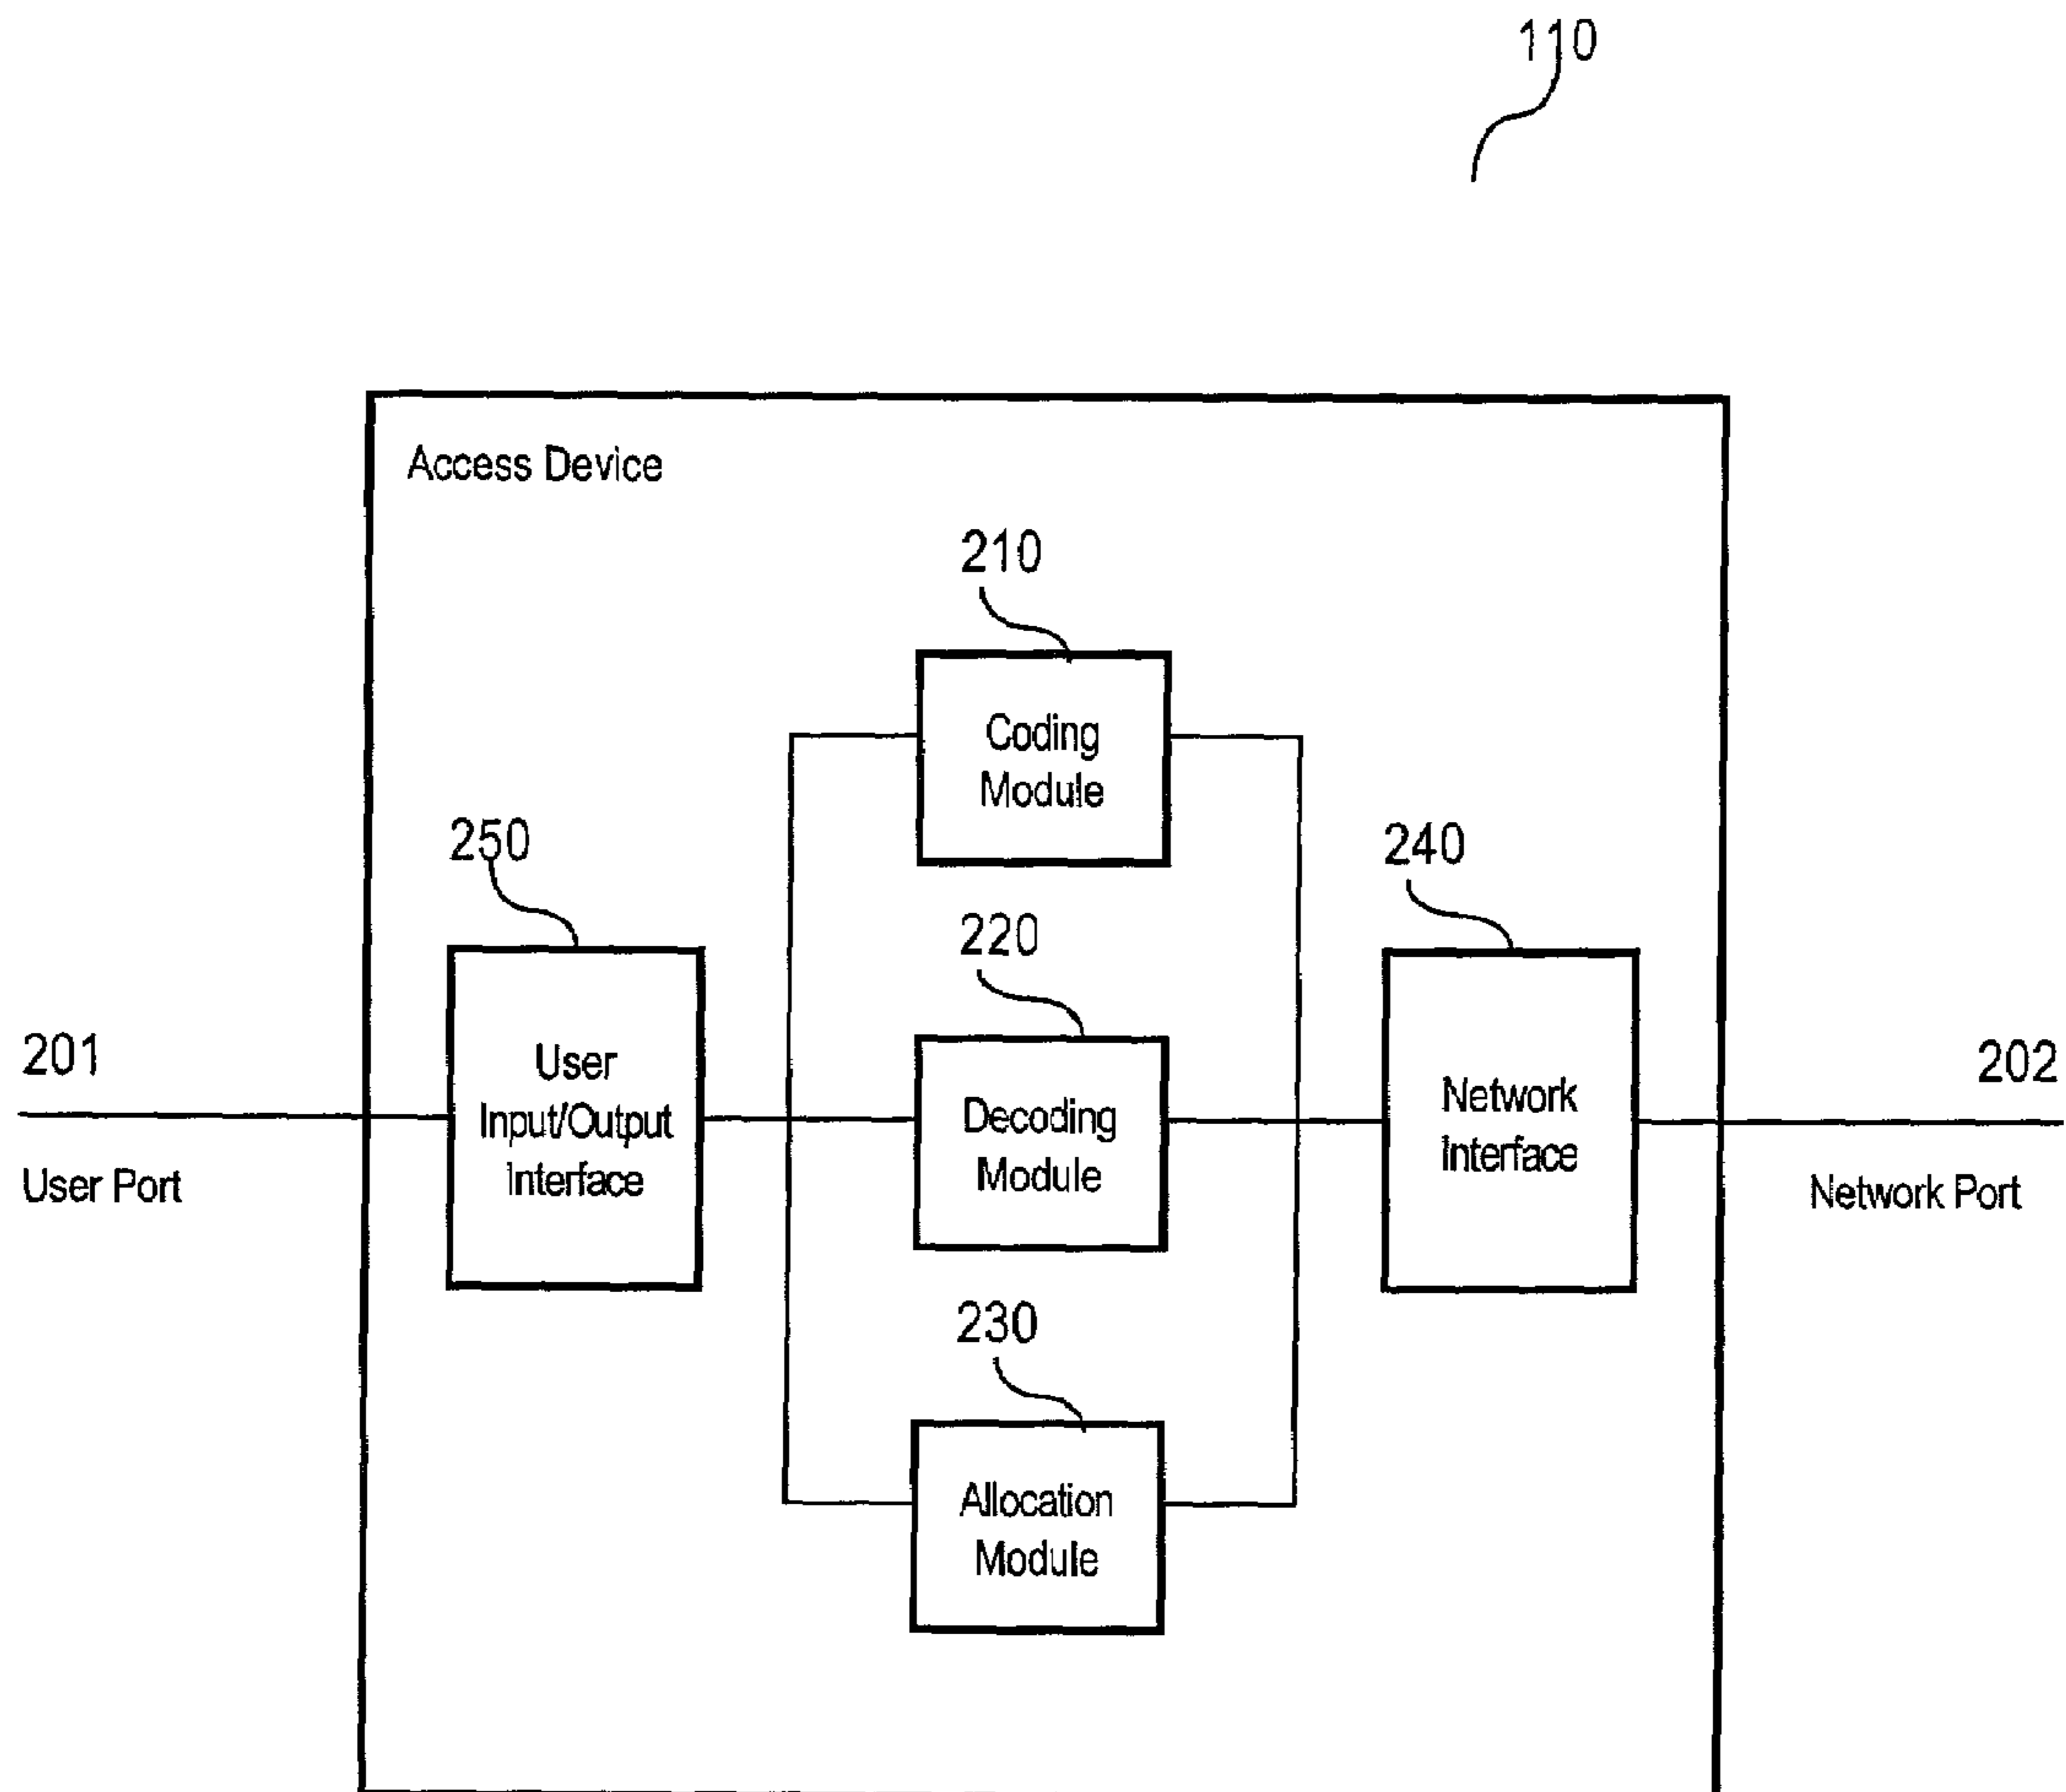 110
Access Device
210
Coding
Module
250
240
220
201
User
Input/Output
Interface
Decoding
Module
Network
Interface
202
User Port
Network Port
230
Allocation
Module